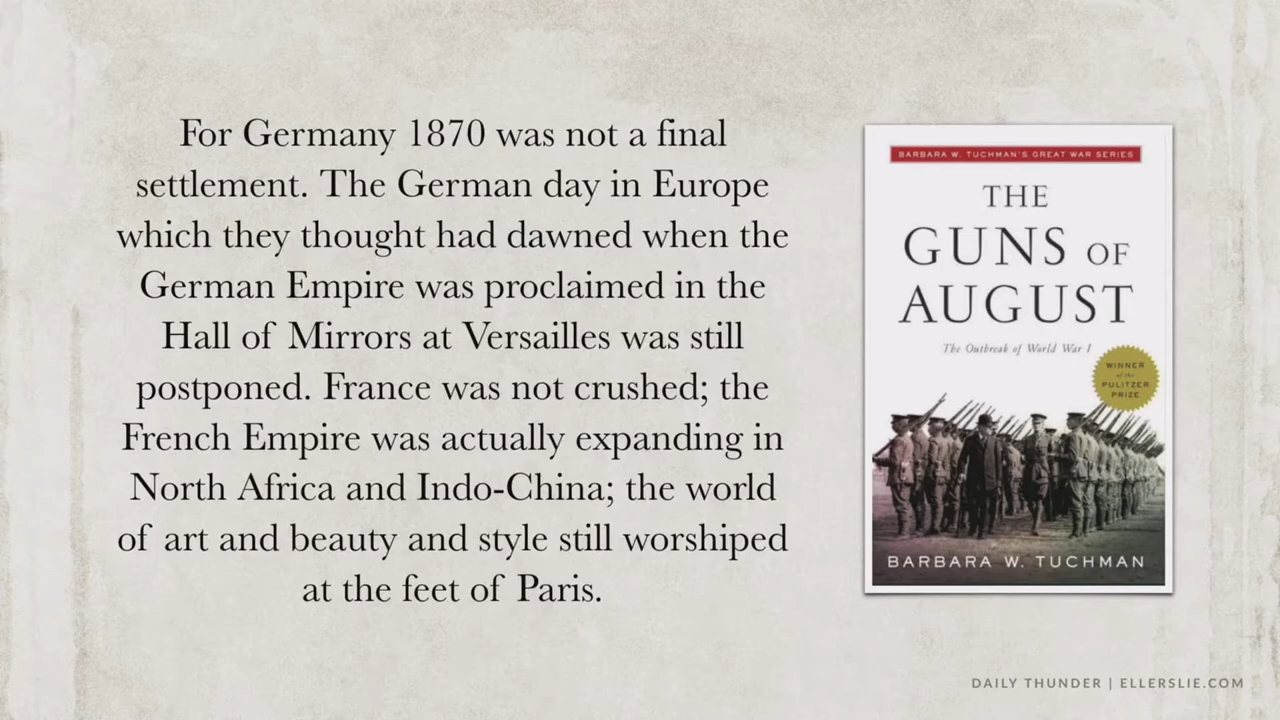 For Germany 1870 was not a final
settlement. The German day in Europe
which they thought had dawned when the
German Empire was proclaimed in the
Hall of Mirrors at Versailles was still
postponed. France was not crushed; the
French Empire was actually expanding in
North Africa and Indo-China; the world
of art and beauty and style still worshiped
at the feet of Paris.
BARBARA W. TUCHMAN'S GREAT WAR SERIES
THE
GUNS OF
AUGUST
The Outbreak of World War I
WINNER
of the
PULITZER
PRIZE
BARBARA W. TUCHMAN
DAILY THUNDER | ELLERSLIE.COM